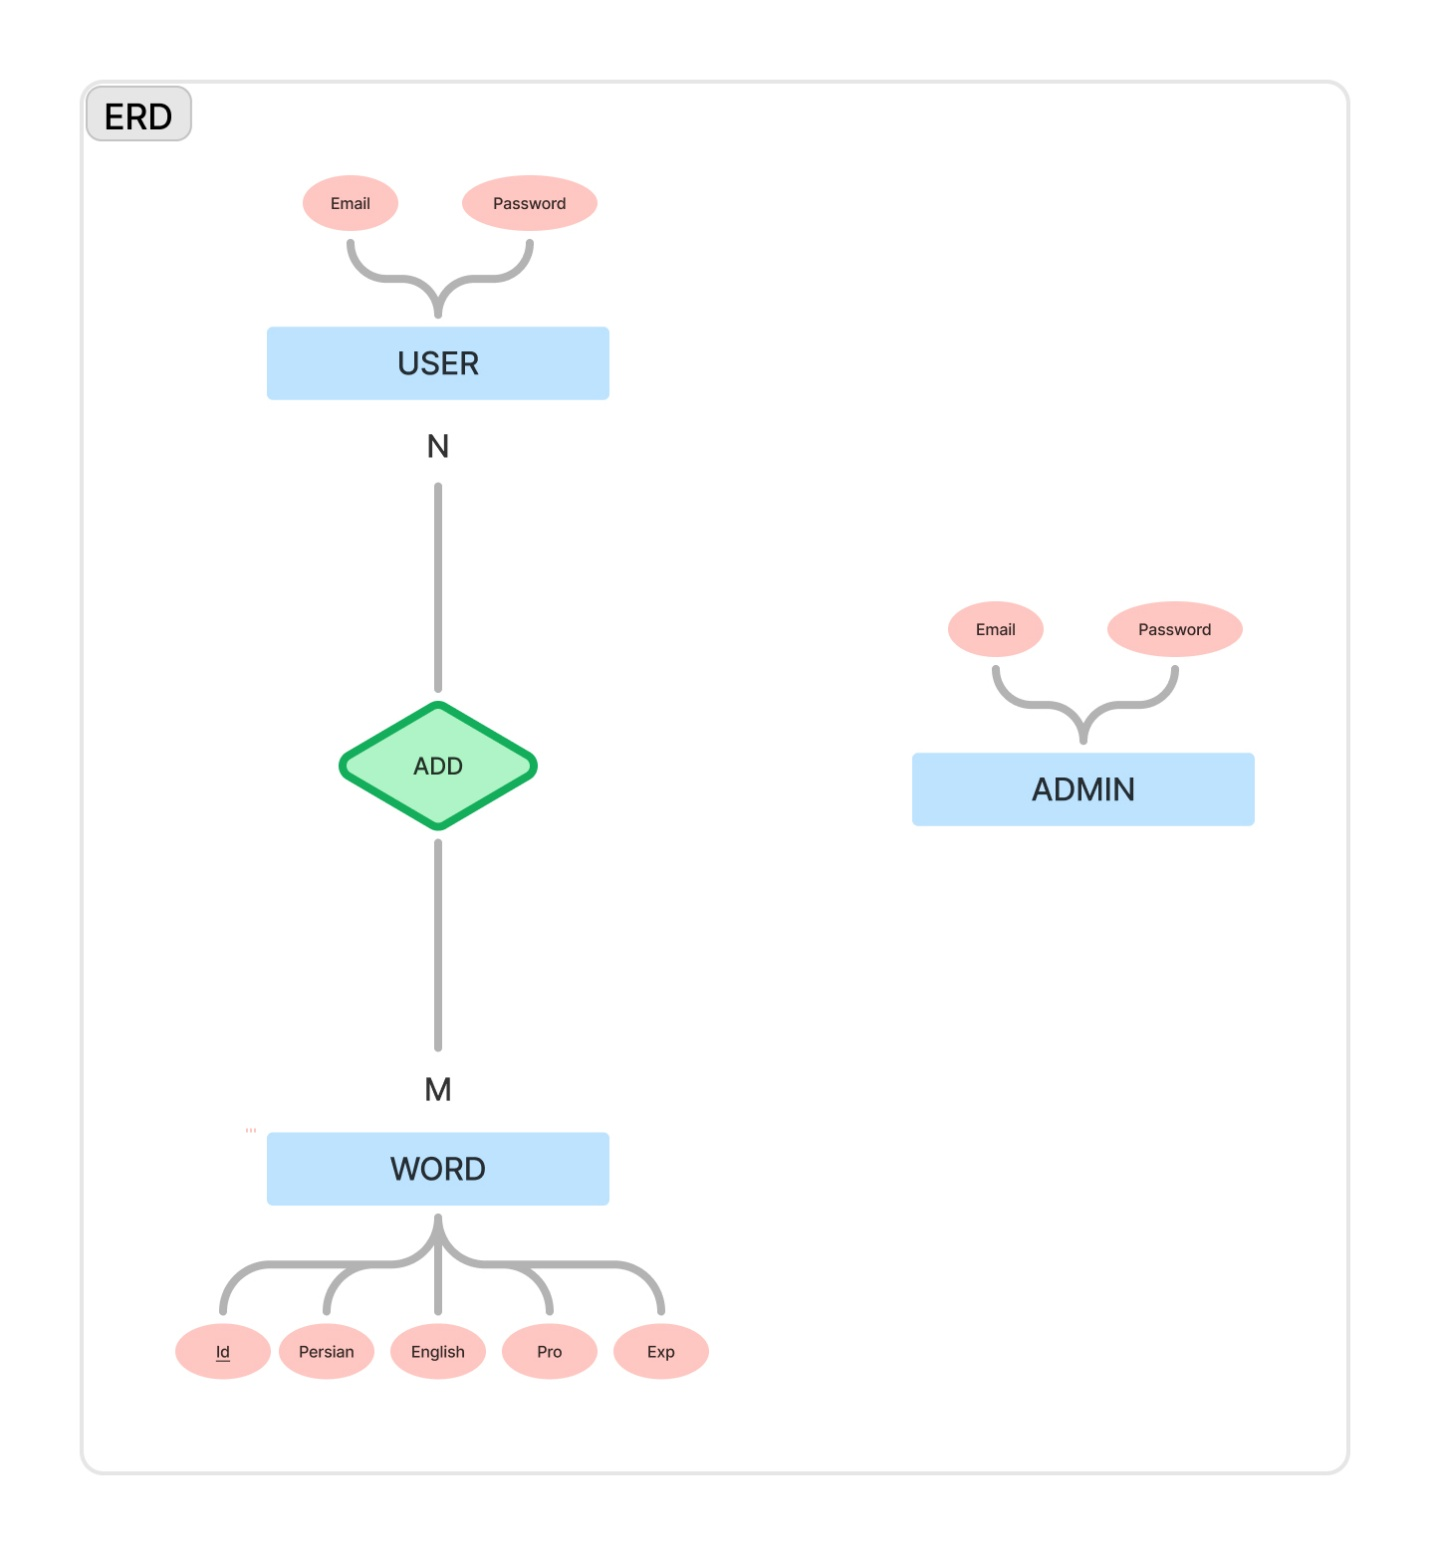 ERD
Email
Password
USER
N
ADD
M
WORD
Id
Persian
English
Pro
Exp
Email
Password
ADMIN